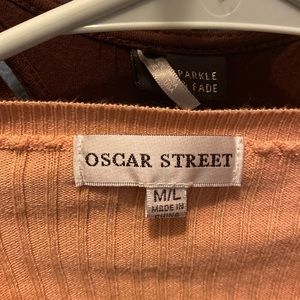 SPARKLE
FADE
OSCAR STREET
M/L
MADE IN
CHINA